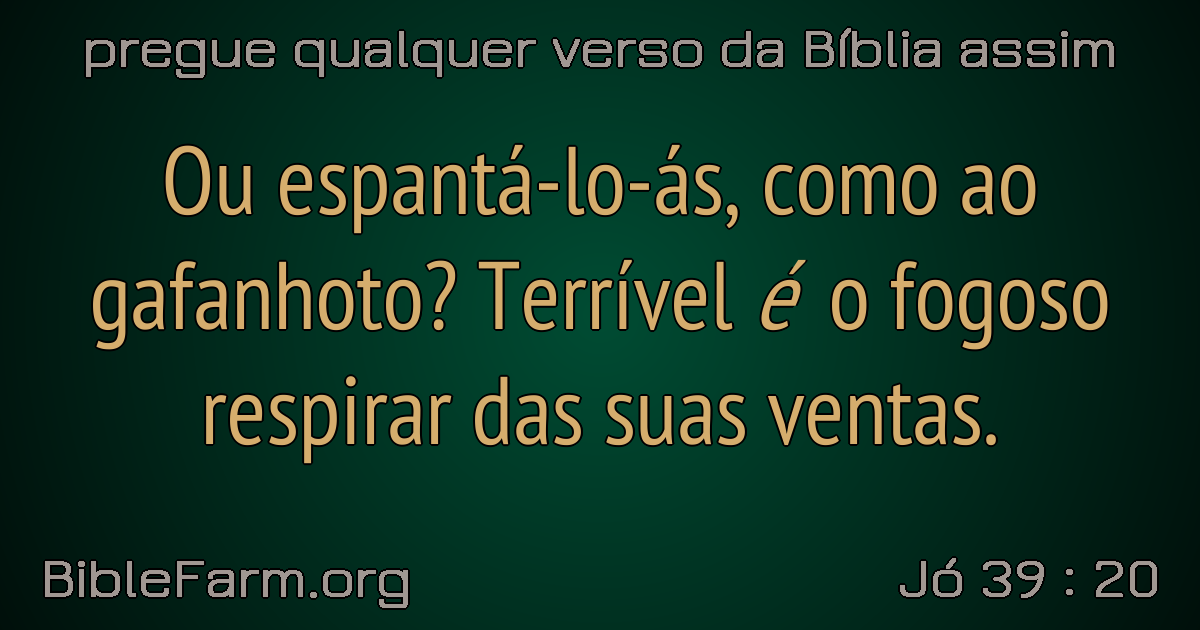 pregue qualquer verso da Bíblia assim
Ou espantá-lo-ás, como ao
gafanhoto? Terrível é o fogoso
respirar das suas ventas.
BibleFarm.org
Jó 39 : 20